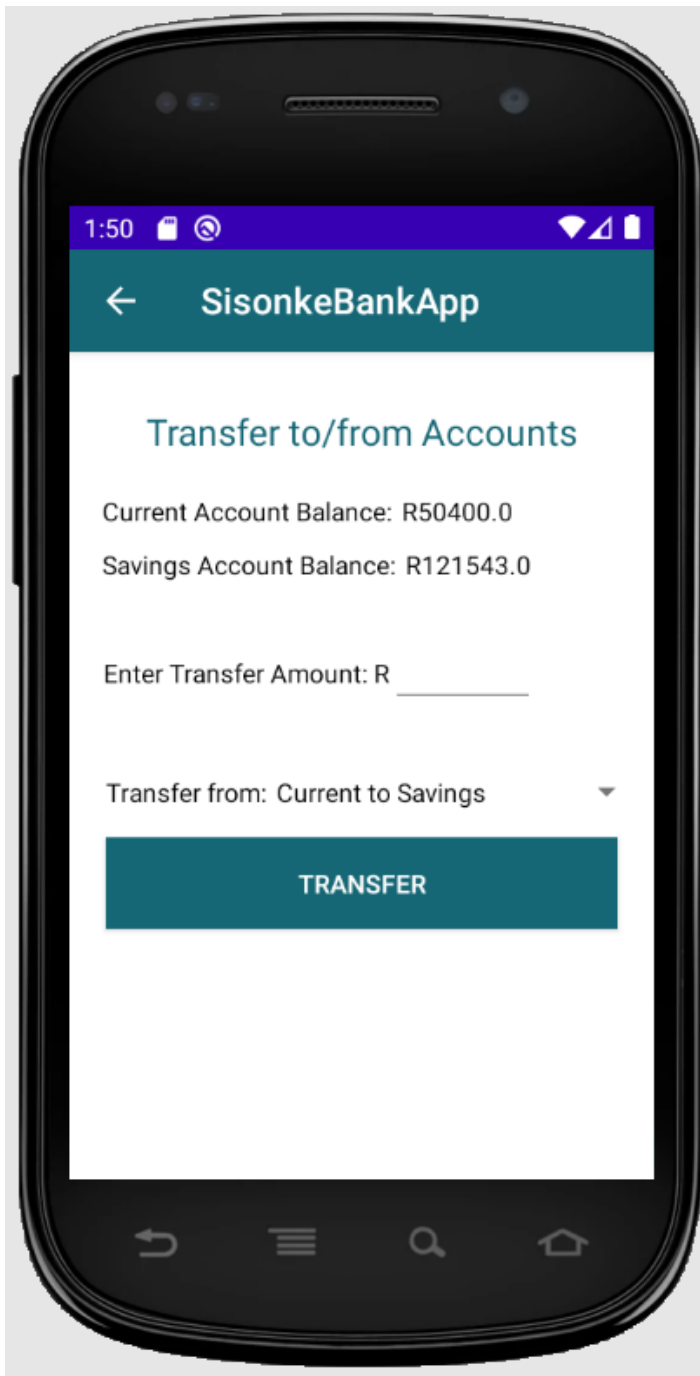 1:50
SisonkeBankApp
Transfer to/from Accounts
Current Account Balance: R50400.0
Savings Account Balance: R121543.0
Enter Transfer Amount: R
Transfer from: Current to Savings
TRANSFER